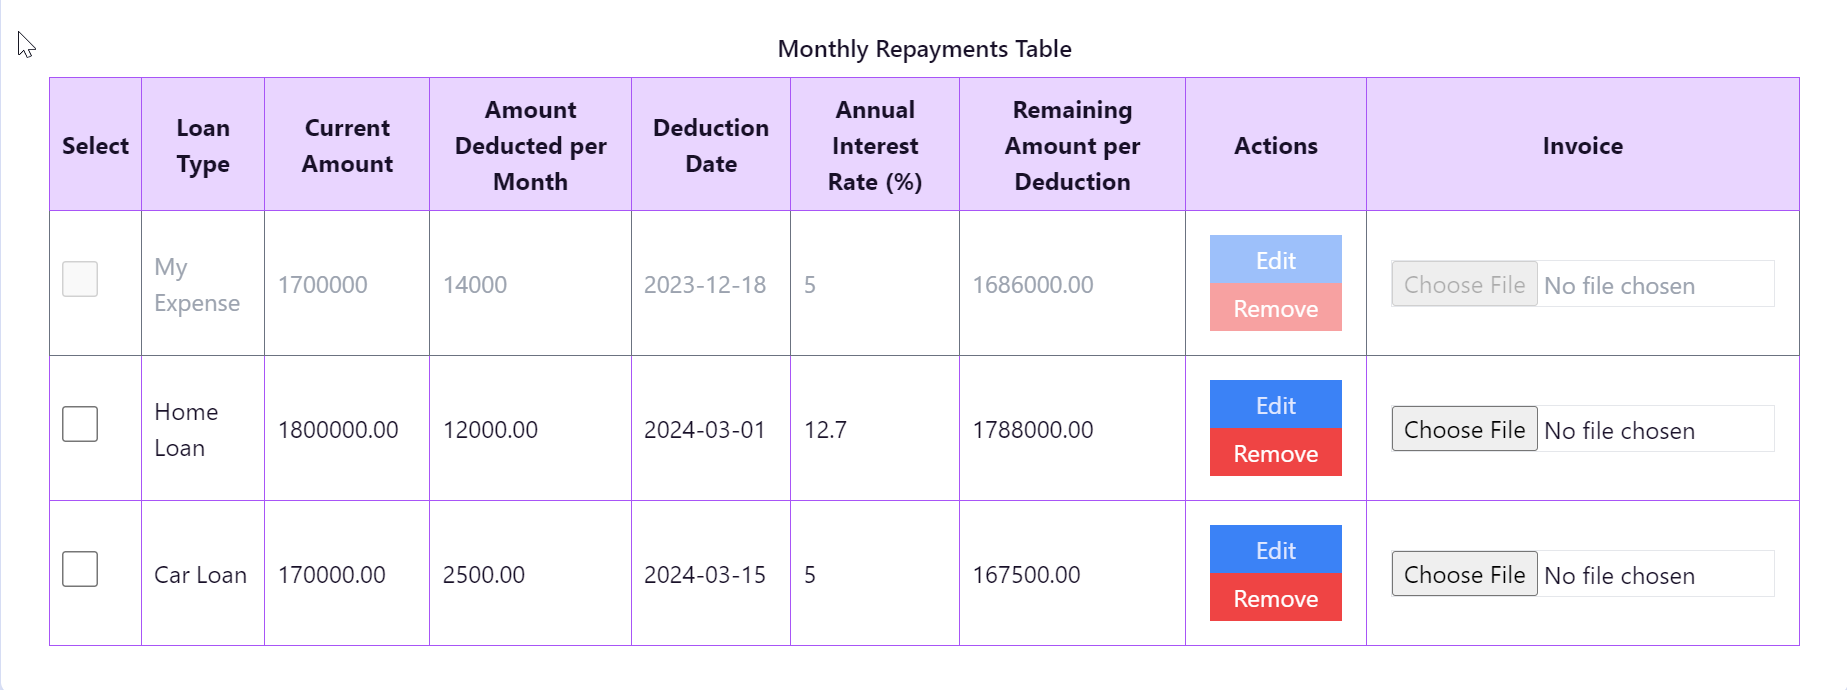 Monthly Repayments Table
Select
Loan
Type
Current
Amount
Amount
Deducted per
Month
Deduction
Date
Annual
Interest
Rate (%)
Remaining
Amount per
Deduction
Actions
Invoice
My
Expense
1700000
14000
2023-12-18
5
1686000.00
Edit
Remove
Choose File No file chosen
Home
Loan
1800000.00
12000.00
2024-03-01
12.7
1788000.00
Edit
Remove
Choose File No file chosen
Car Loan
170000.00
2500.00
2024-03-15
5
167500.00
Edit
Remove
Choose File No file chosen